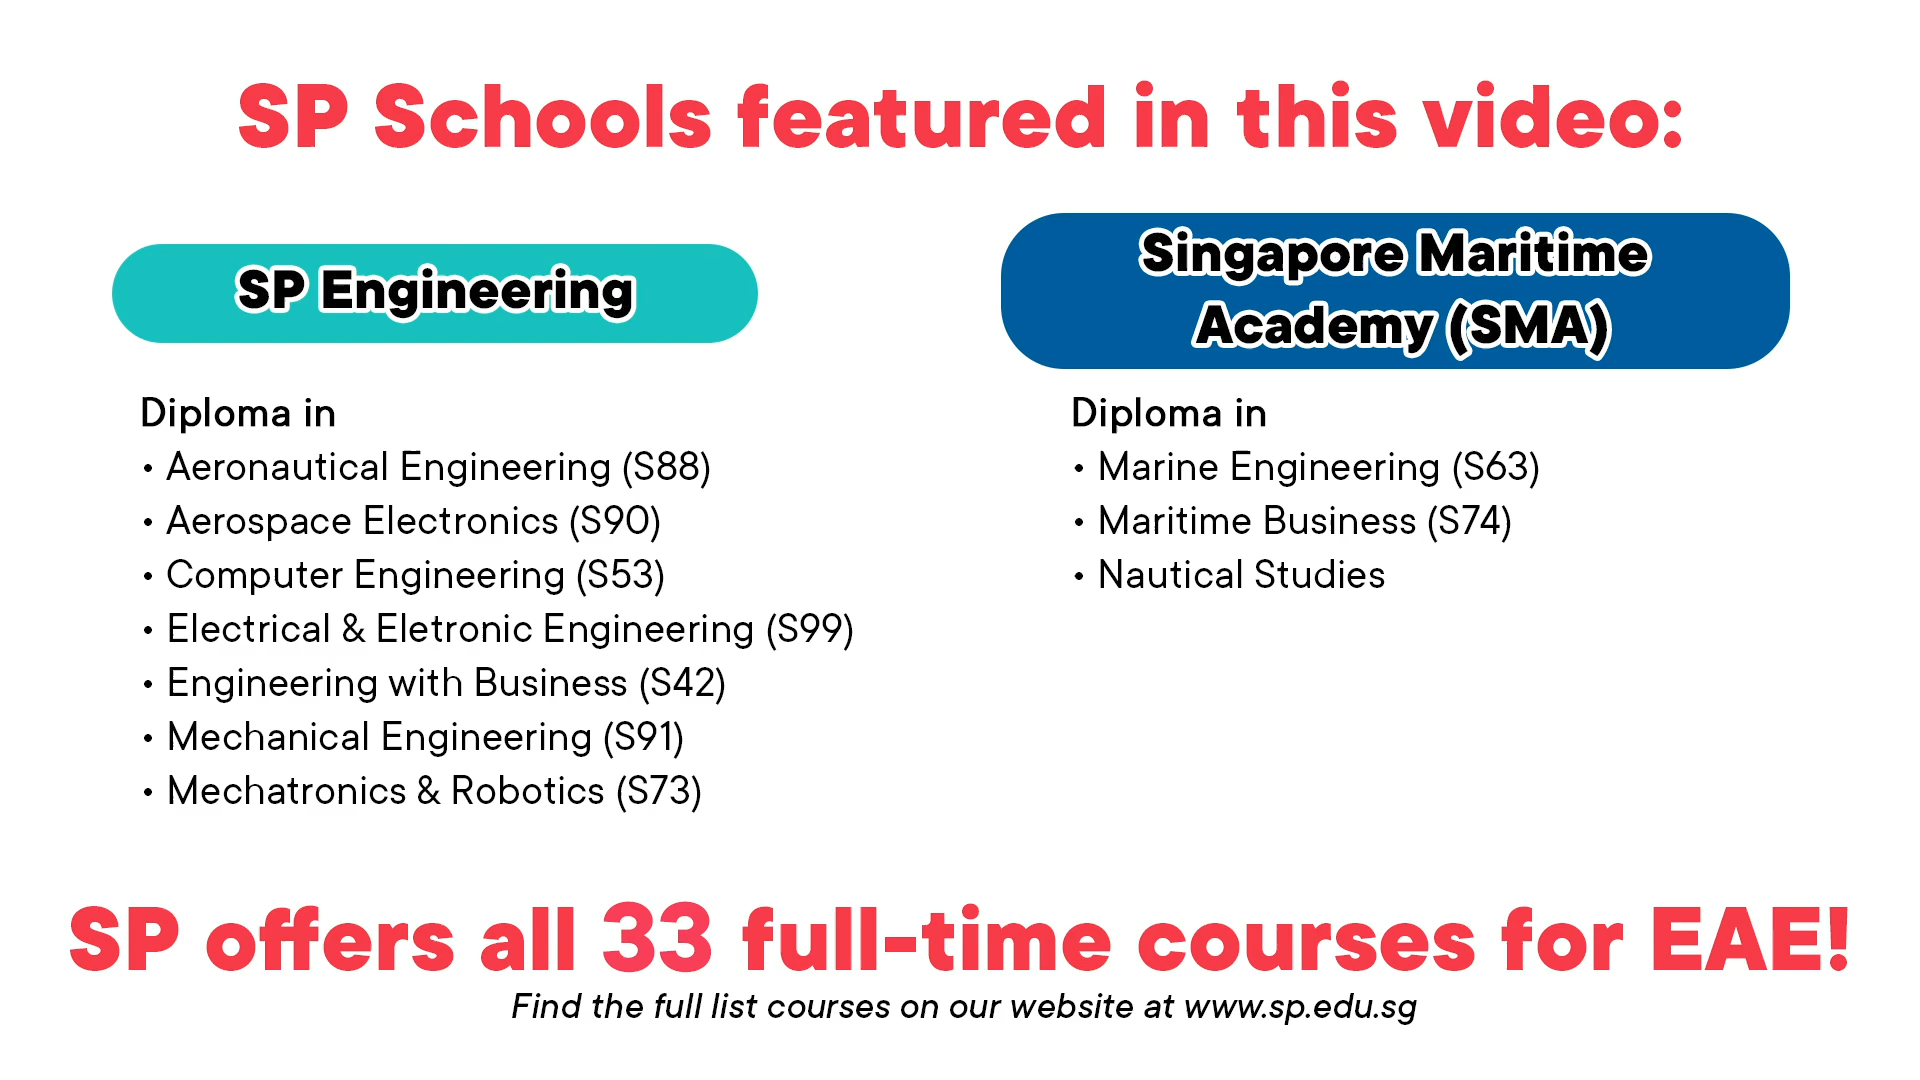 SP Schools featured in this video:
SP Engineering
Diploma in
• Aeronautical Engineering (S88)
• Aerospace Electronics (S90)
• Computer Engineering (S53)
• Electrical & Eletronic Engineering (S99)
• Engineering with Business (S42)
• Mechanical Engineering (S91)
• Mechatronics & Robotics (S73)
Singapore Maritime
Academy (SMA)
Diploma in
• Marine Engineering (S63)
• Maritime Business (S74)
• Nautical Studies
SP offers all 33 full-time courses for EAE!
Find the full list courses on our website at www.sp.edu.sg